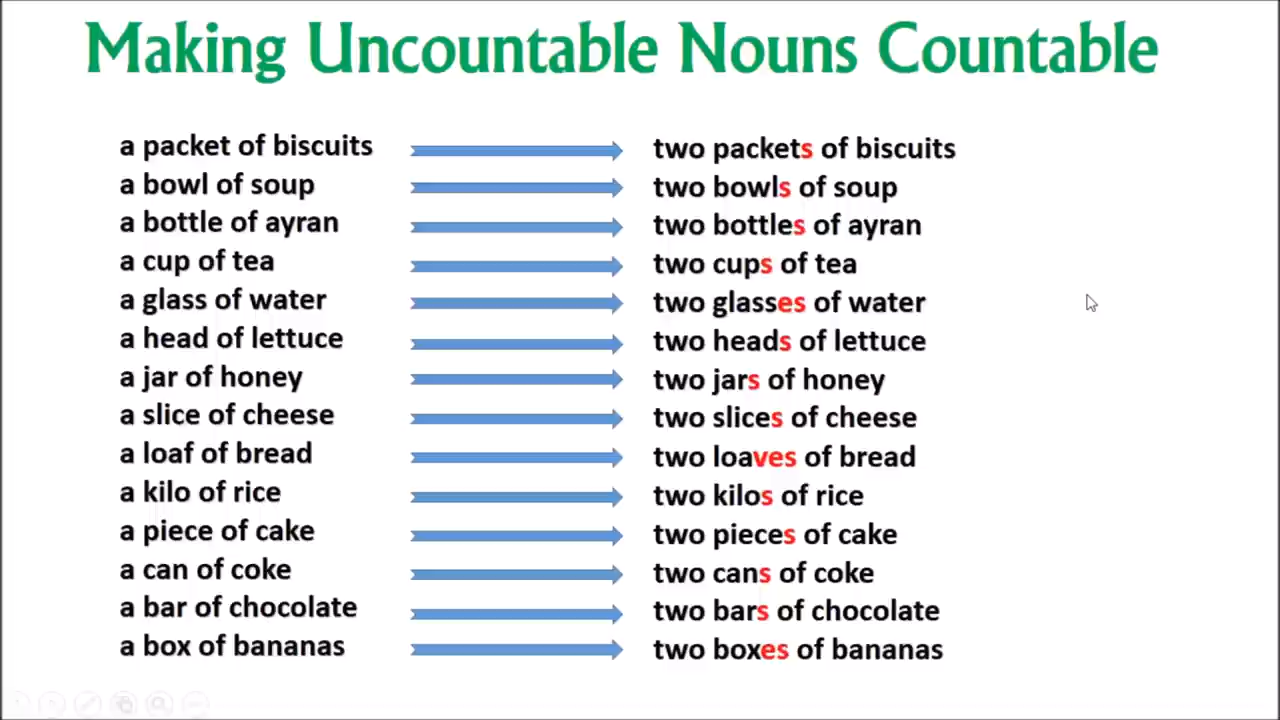 Making Uncountable Nouns Countable
a packet of biscuits two packets of biscuits
a bowl of soup two bowls of soup
a bottle of ayran two bottles of ayran
a cup of tea two cups of tea
a glass of water two glasses of water
a head of lettuce two heads of lettuce
a jar of honey two jars of honey
a slice of cheese two slices of cheese
a loaf of bread two loaves of bread
a kilo of rice two kilos of rice
a piece of cake two pieces of cake
a can of coke two cans of coke
a bar of chocolate two bars of chocolate
a box of bananas two boxes of bananas